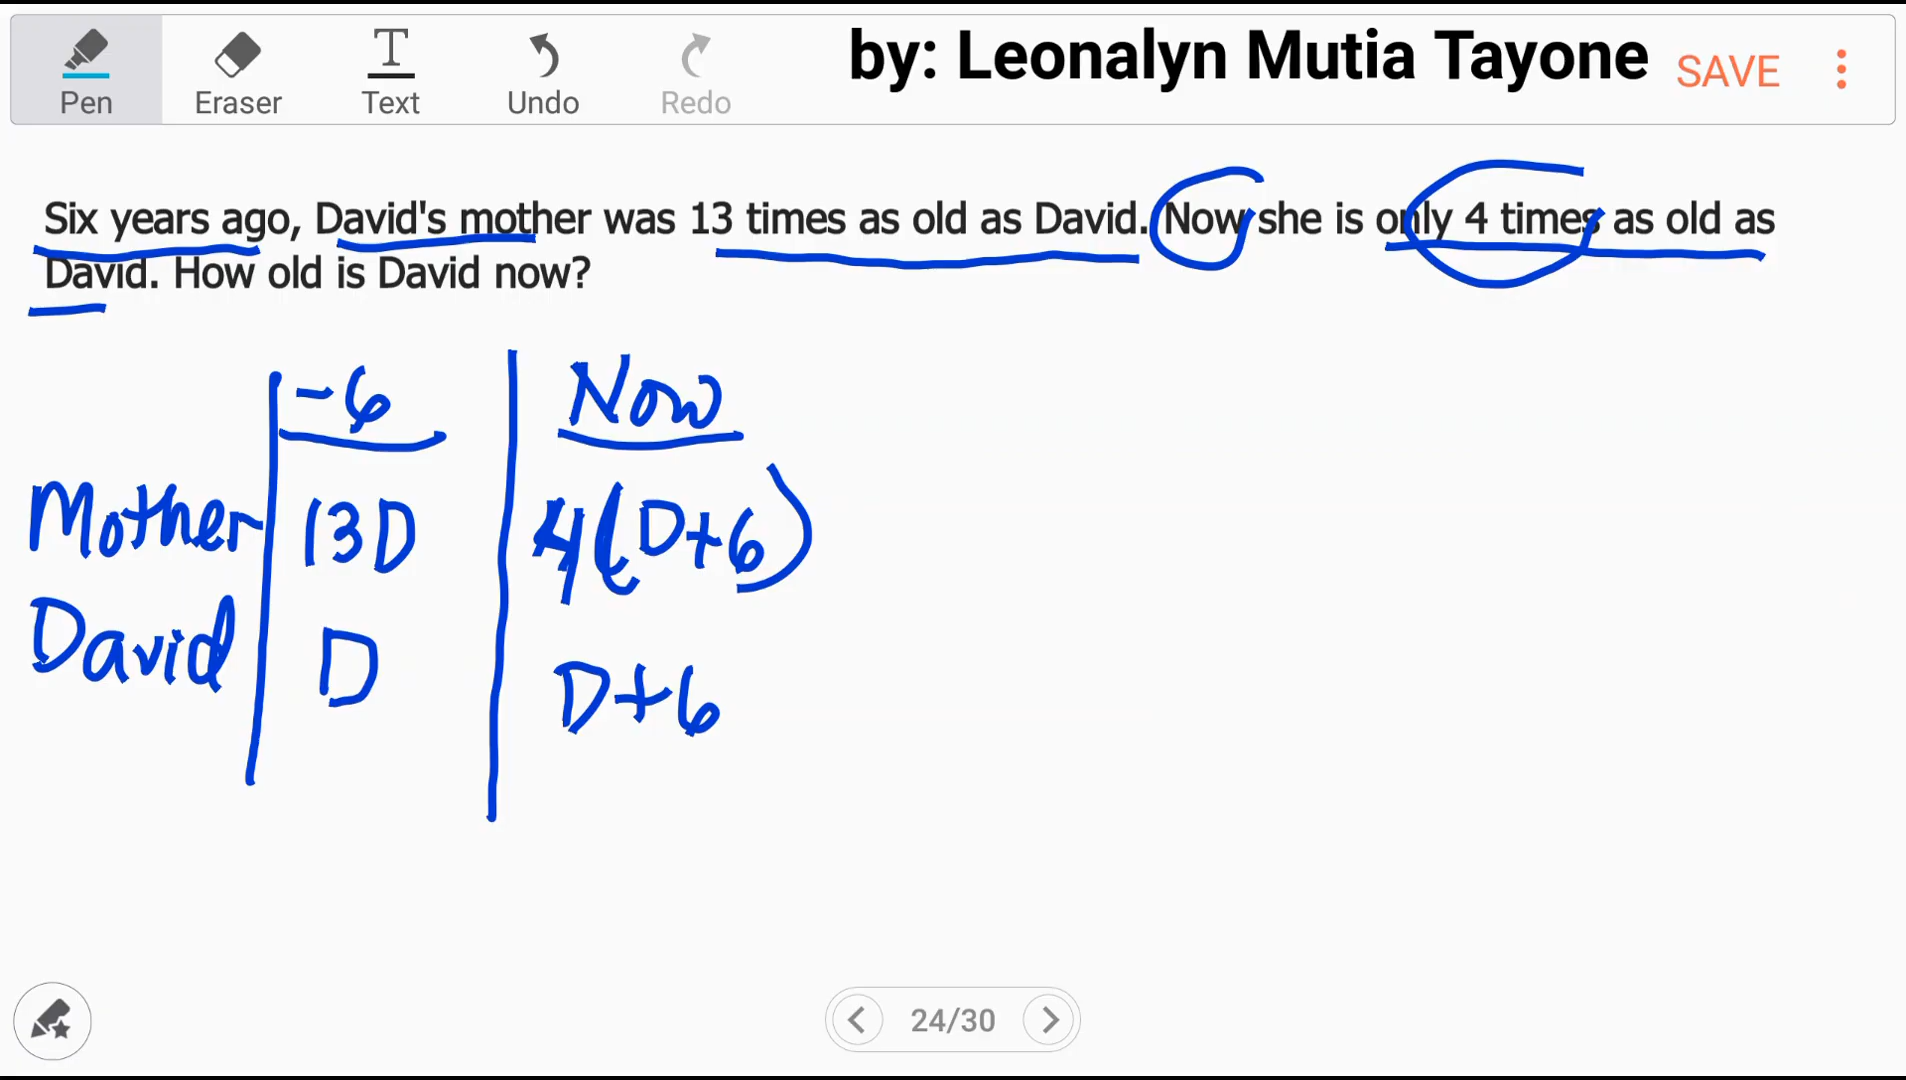 by: Leonalyn Mutia Tayone
SAVE
Pen
Eraser
Text
Undo
Redo
Six years ago, David's mother was 13 times as old as David. Now she is only 4 times as old as
David. How old is David now?
-6 Now
Mother 13D 4(D+6)
David D D+6
24/30